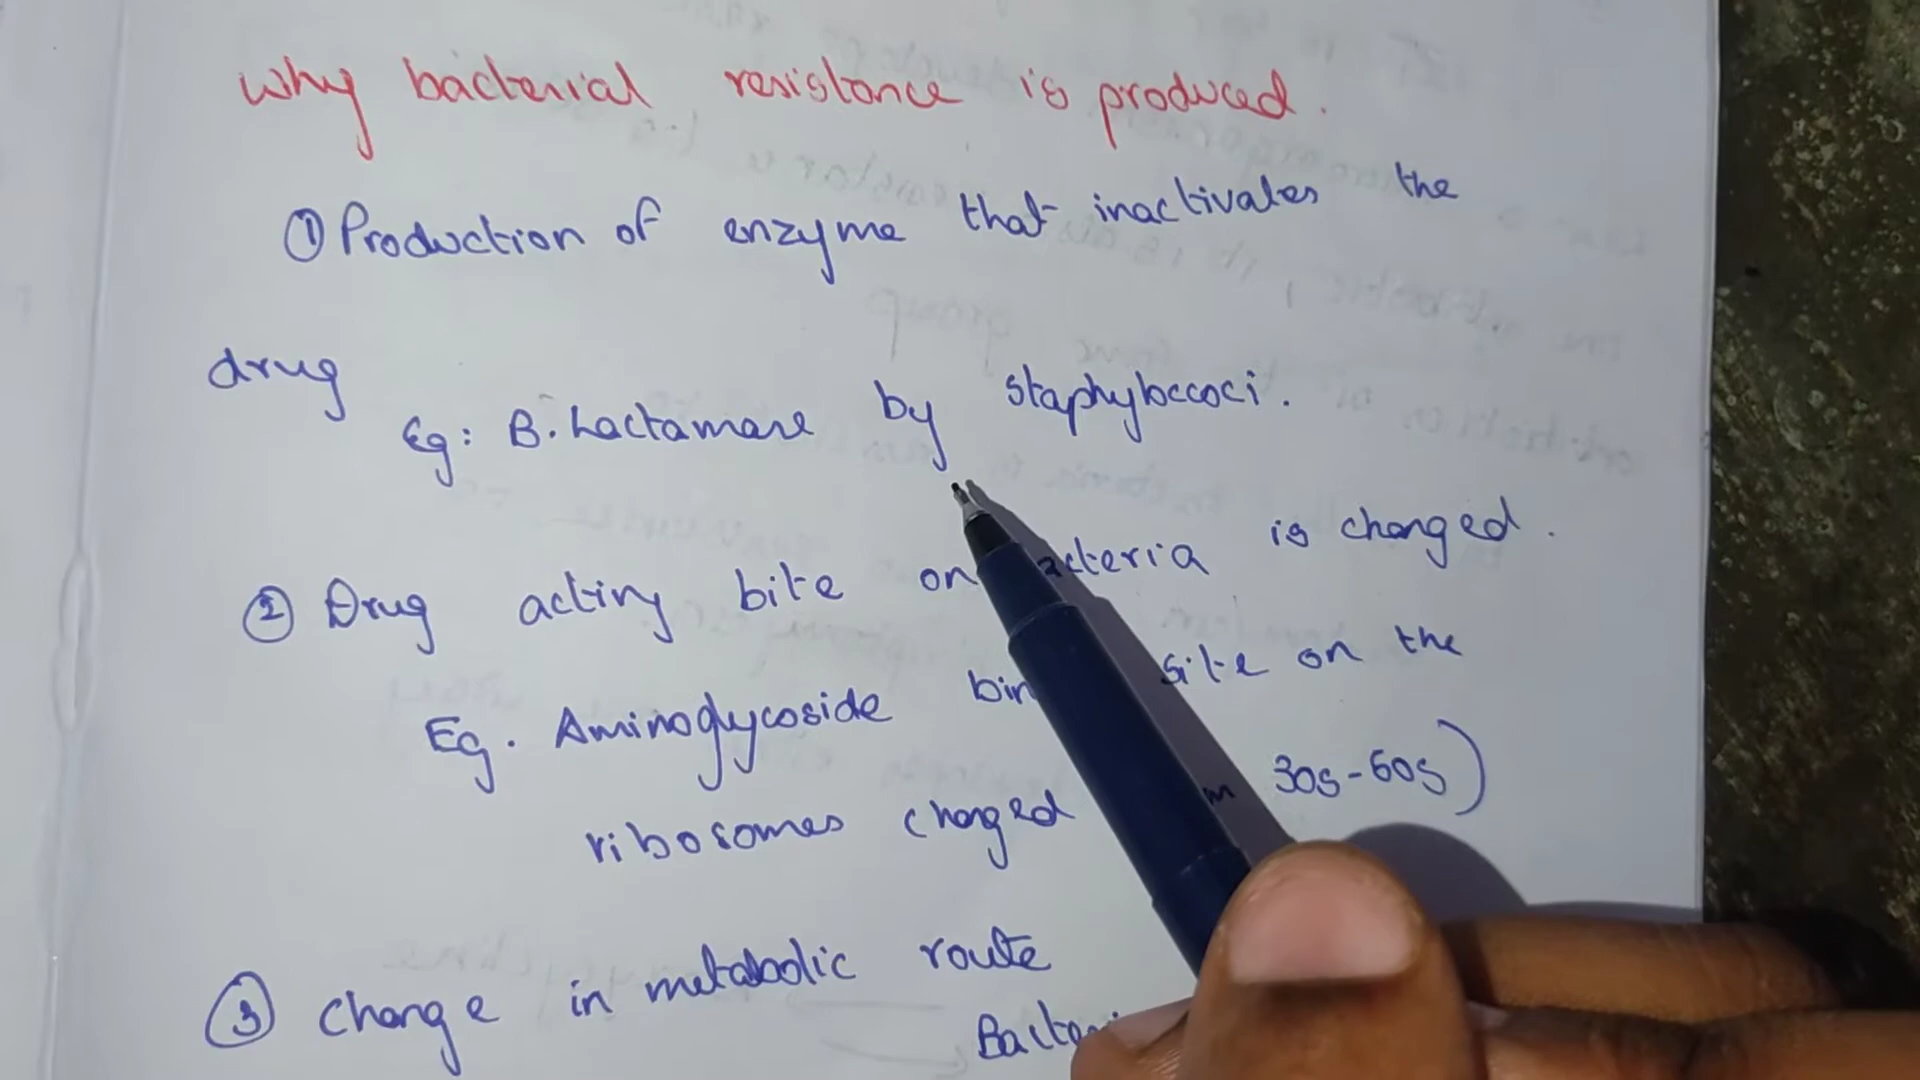 Why bacterial resistance is produced.
① Production of enzyme that inactivates the
drug
Eg: B. Lactamase by staphylococci.
② Drug acting bite on bacteria is changed.
Eg. Aminoglycoside site on the
ribosomes changed 30s-60s)
③ Change in metabolic route